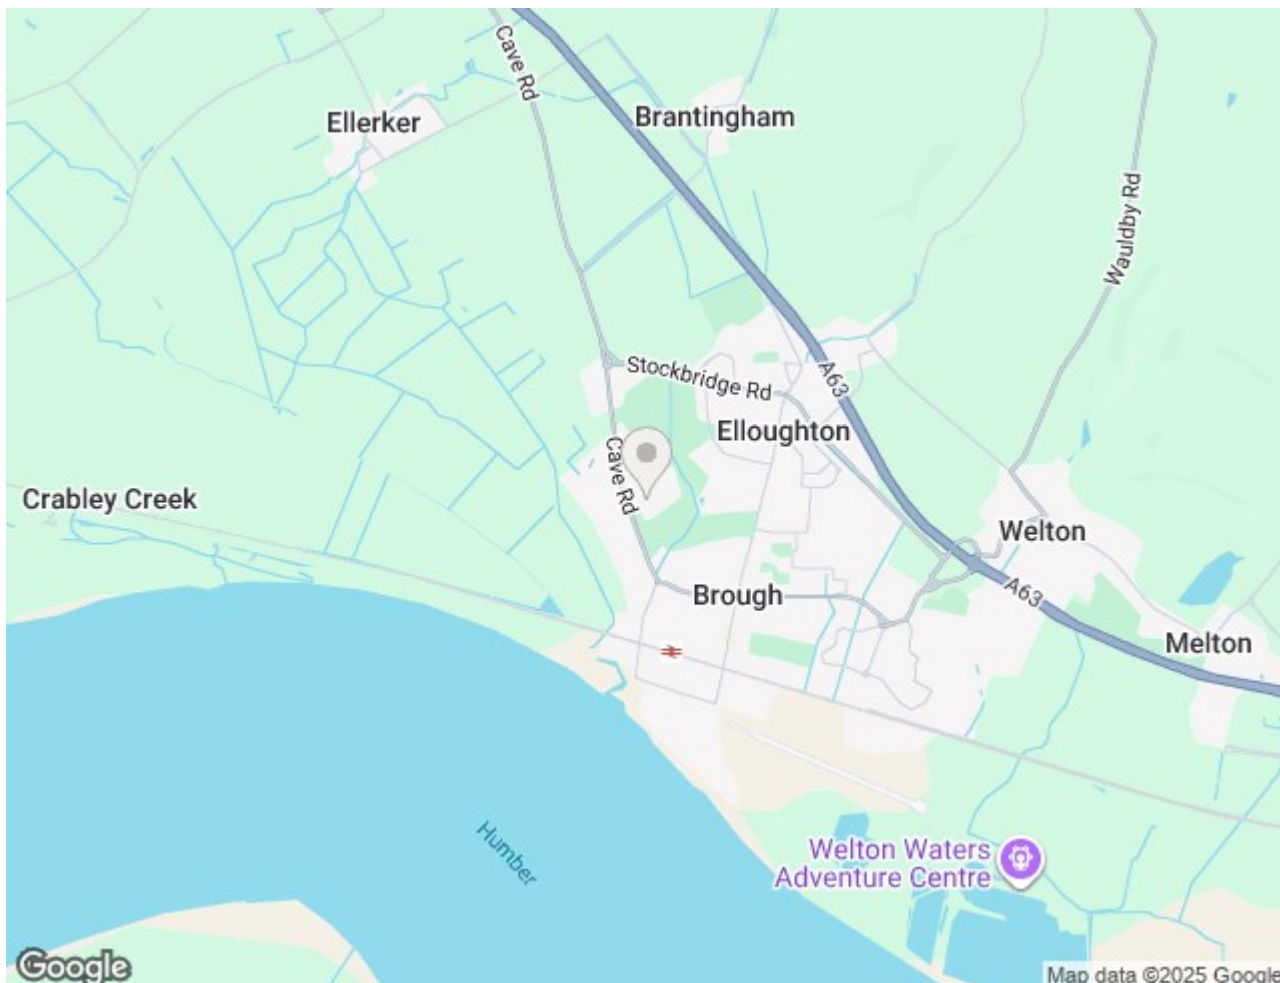 Cave Rd
Brantingham
Ellerker
Wauldby Rd
Stockbridge Rd
A63
Elloughton
Cave Rd
Crabley Creek
Welton
Brough
A63
Melton
Humber
Welton Waters
Adventure Centre
Google
Map data ©2025 Google